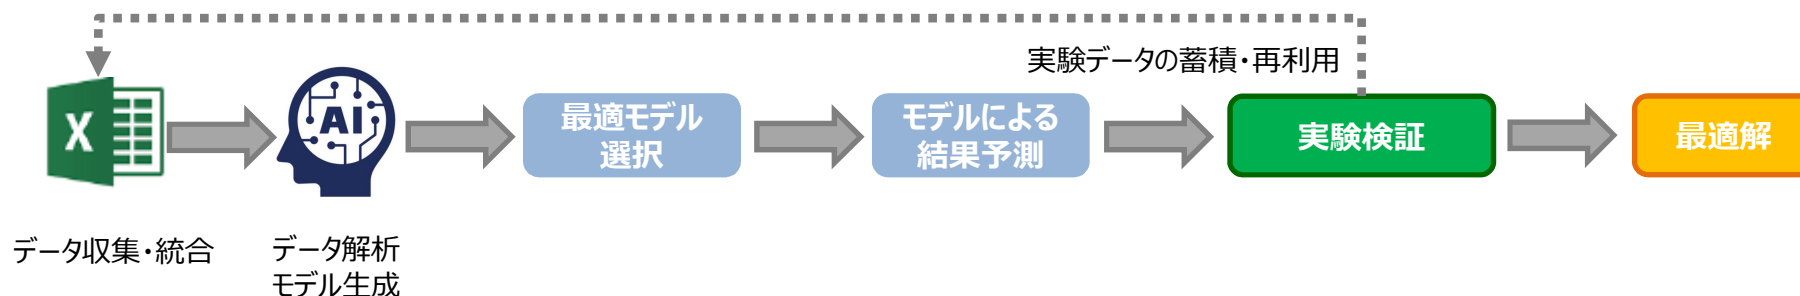 実験データの蓄積・再利用
X
AI
最適モデル
選択
モデルによる
結果予測
実験検証
最適解
データ収集・統合
データ解析
モデル生成